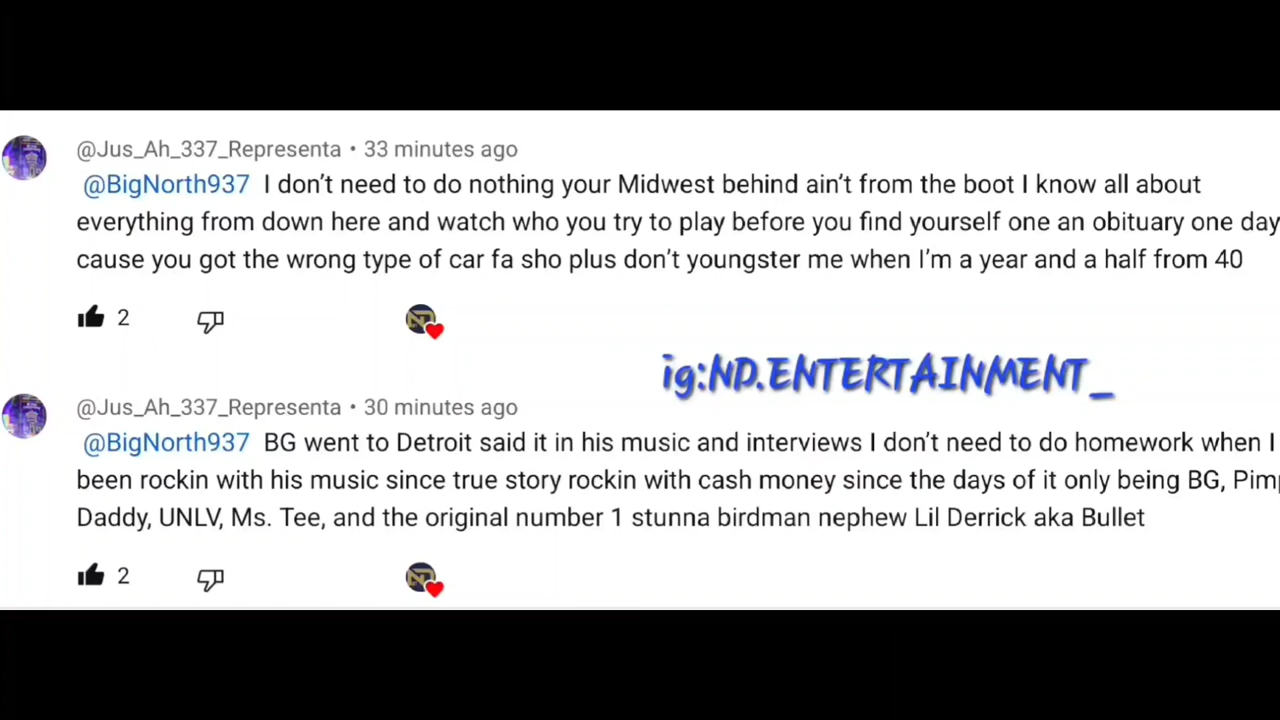 @Jus_Ah_337_Representa • 33 minutes ago
@BigNorth937 I don’t need to do nothing your Midwest behind ain’t from the boot I know all about
everything from down here and watch who you try to play before you find yourself one an obituary one day
cause you got the wrong type of car fa sho plus don’t youngster me when I’m a year and a half from 40
2
ig:ND.ENTERTAINMENT_
@Jus_Ah_337_Representa • 30 minutes ago
@BigNorth937 BG went to Detroit said it in his music and interviews I don’t need to do homework when I
been rockin with his music since true story rockin with cash money since the days of it only being BG, Pimp
Daddy, UNLV, Ms. Tee, and the original number 1 stunna birdman nephew Lil Derrick aka Bullet
2